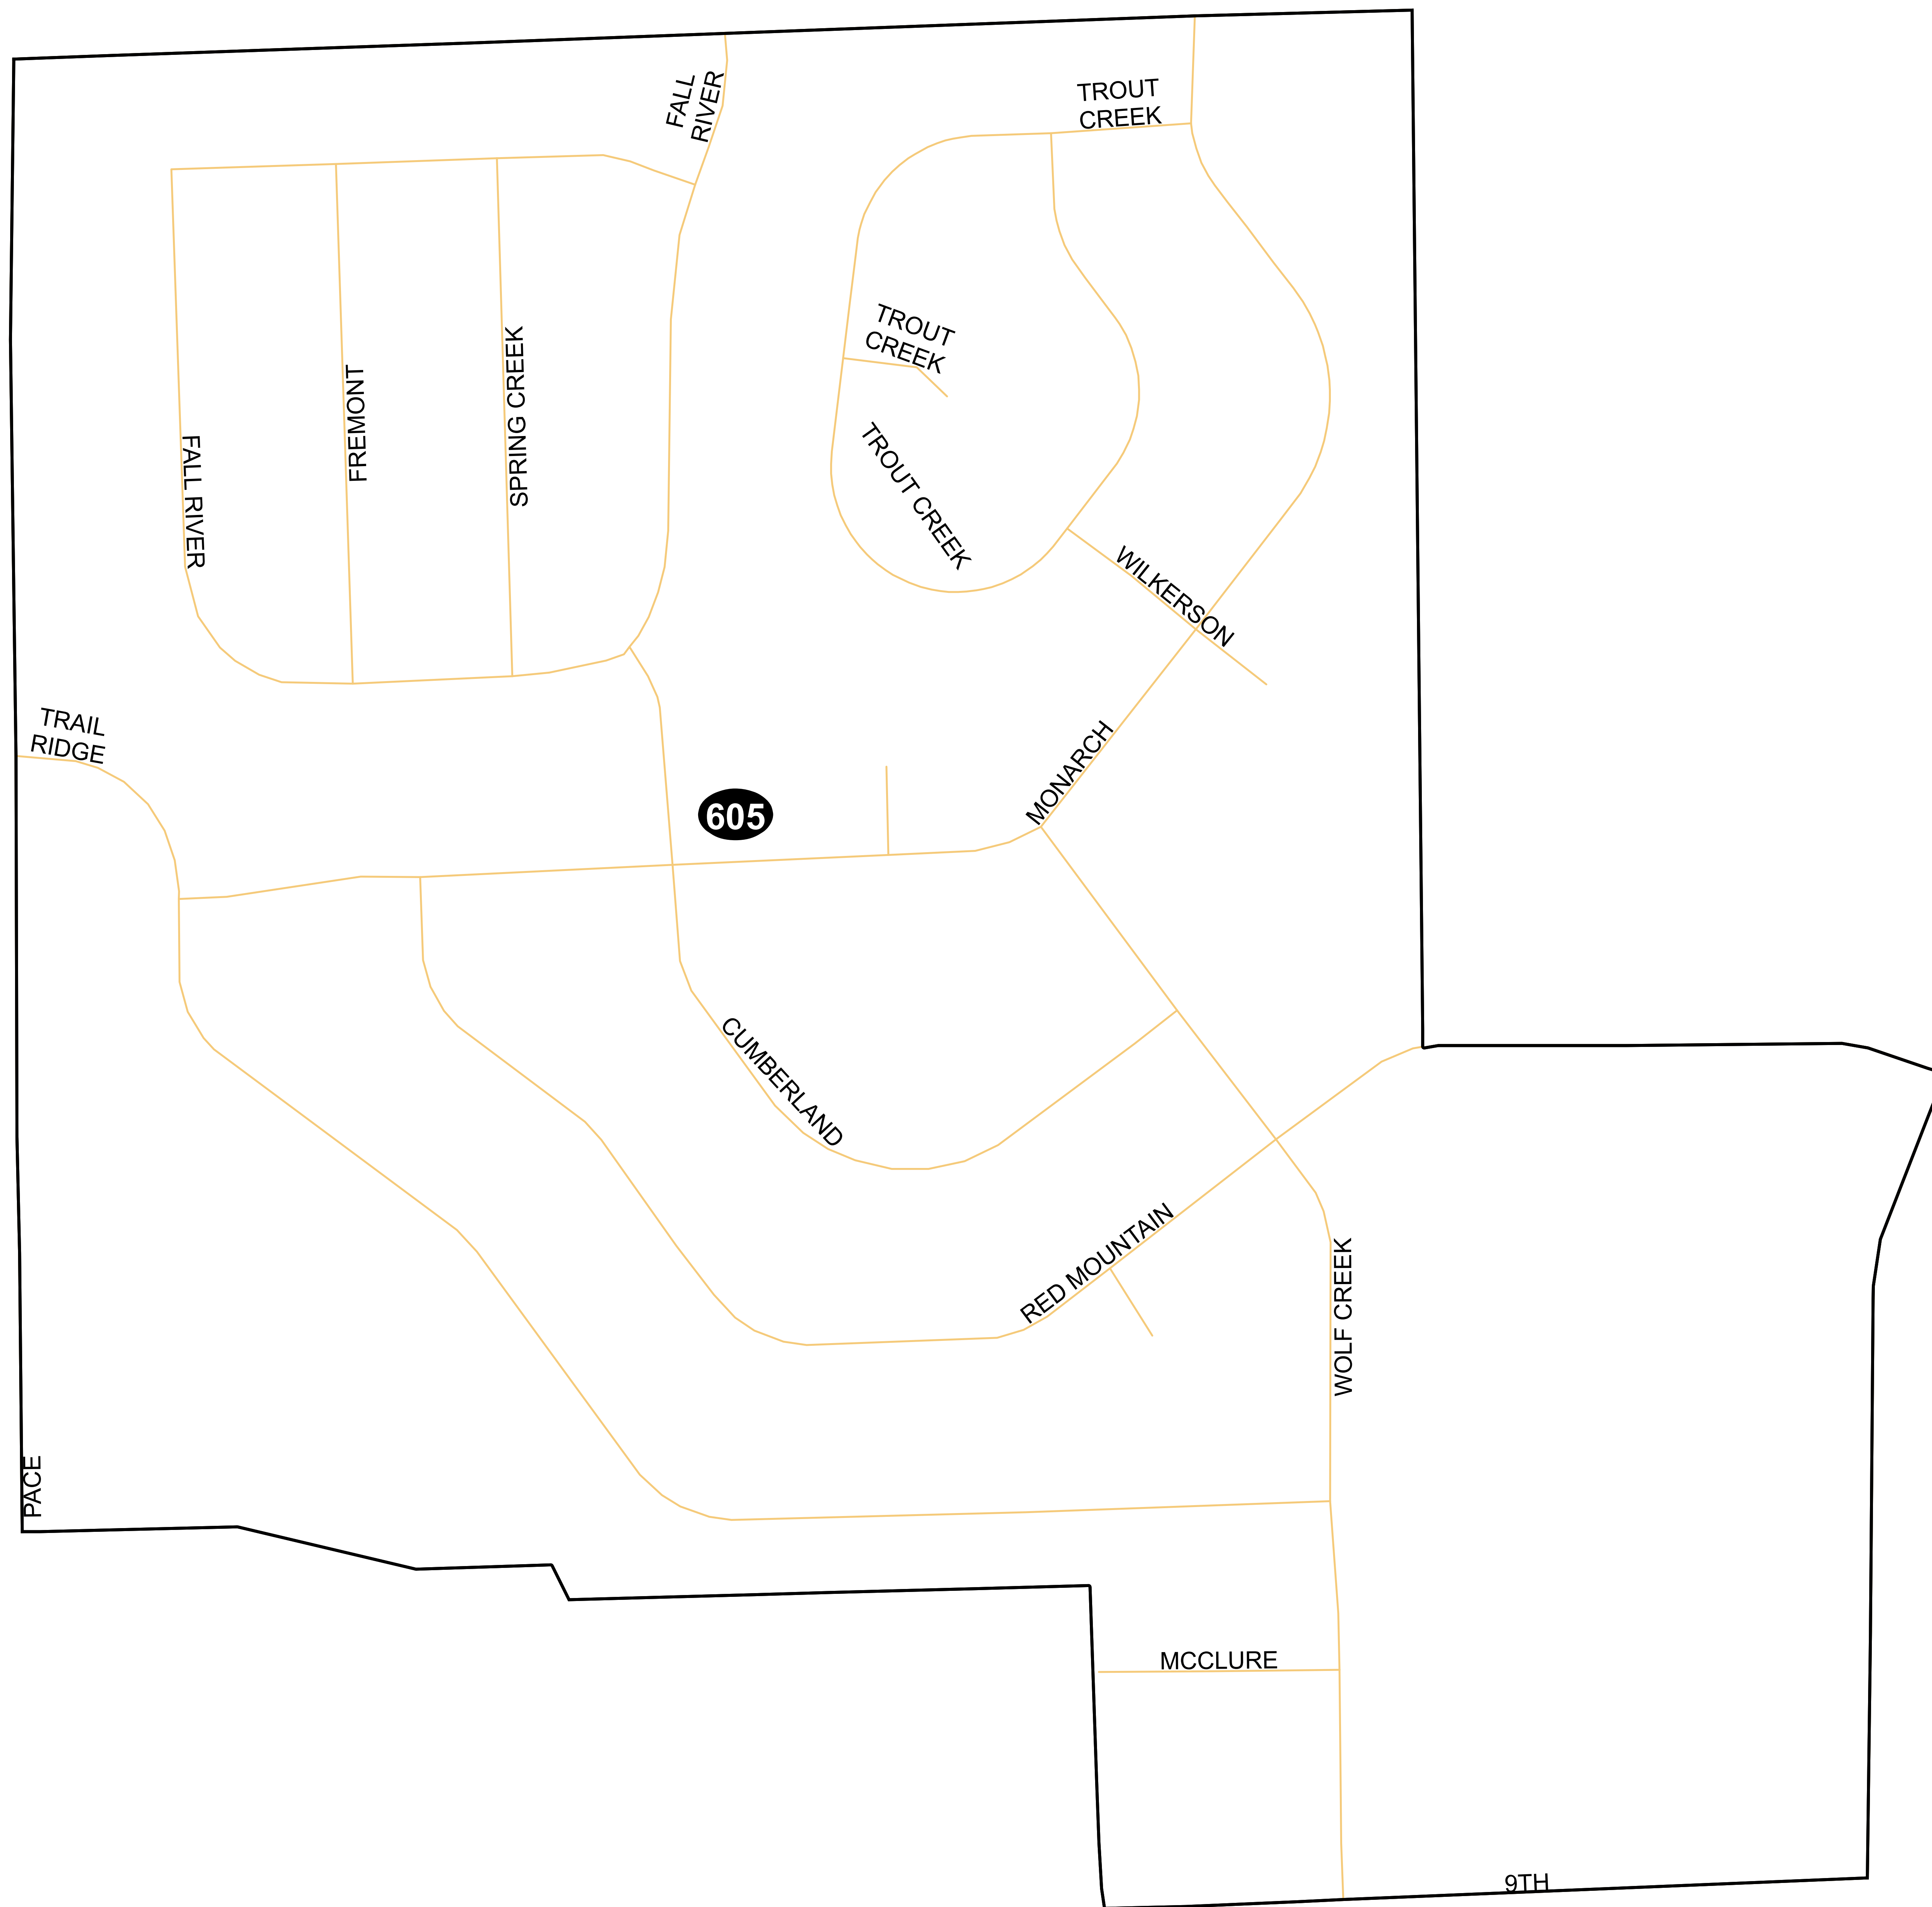 FALL
RIVER
TROUT
CREEK
TROUT
CREEK
FREMONT
SPRING CREEK
FALL RIVER
TROUT CREEK
WILKERSON
TRAIL
RIDGE
MONARCH
605
CUMBERLAND
RED MOUNTAIN
WOLF CREEK
PACE
MCCLURE
9TH